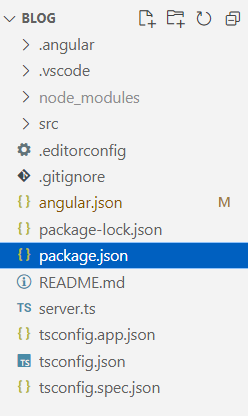 BLOG
.angular
.vscode
node_modules
src
.editorconfig
.gitignore
{ } angular.json M
{ } package-lock.json
{ } package.json
README.md
TS server.ts
{ } tsconfig.app.json
TS tsconfig.json
{ } tsconfig.spec.json